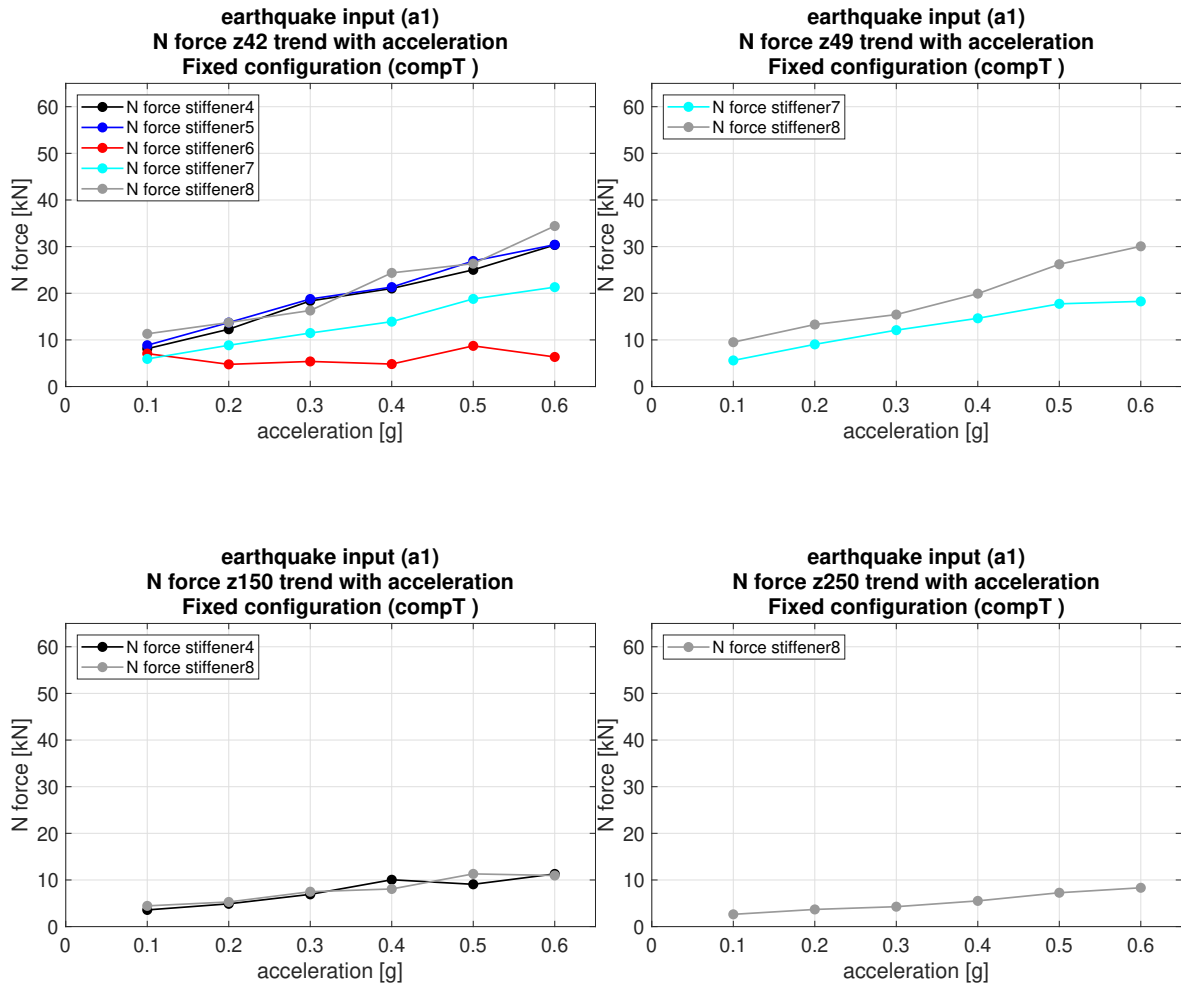 earthquake input (a1)
N force z42 trend with acceleration
Fixed configuration (compT )
N force [kN]
60
50
40
30
20
10
0
N force stiffener4
N force stiffener5
N force stiffener6
N force stiffener7
N force stiffener8
0 0.1 0.2 0.3 0.4 0.5 0.6
acceleration [g]
earthquake input (a1)
N force z49 trend with acceleration
Fixed configuration (compT )
N force [kN]
60
50
40
30
20
10
0
N force stiffener7
N force stiffener8
0 0.1 0.2 0.3 0.4 0.5 0.6
acceleration [g]
earthquake input (a1)
N force z150 trend with acceleration
Fixed configuration (compT )
N force [kN]
60
50
40
30
20
10
0
N force stiffener4
N force stiffener8
0 0.1 0.2 0.3 0.4 0.5 0.6
acceleration [g]
earthquake input (a1)
N force z250 trend with acceleration
Fixed configuration (compT )
N force [kN]
60
50
40
30
20
10
0
N force stiffener8
0 0.1 0.2 0.3 0.4 0.5 0.6
acceleration [g]